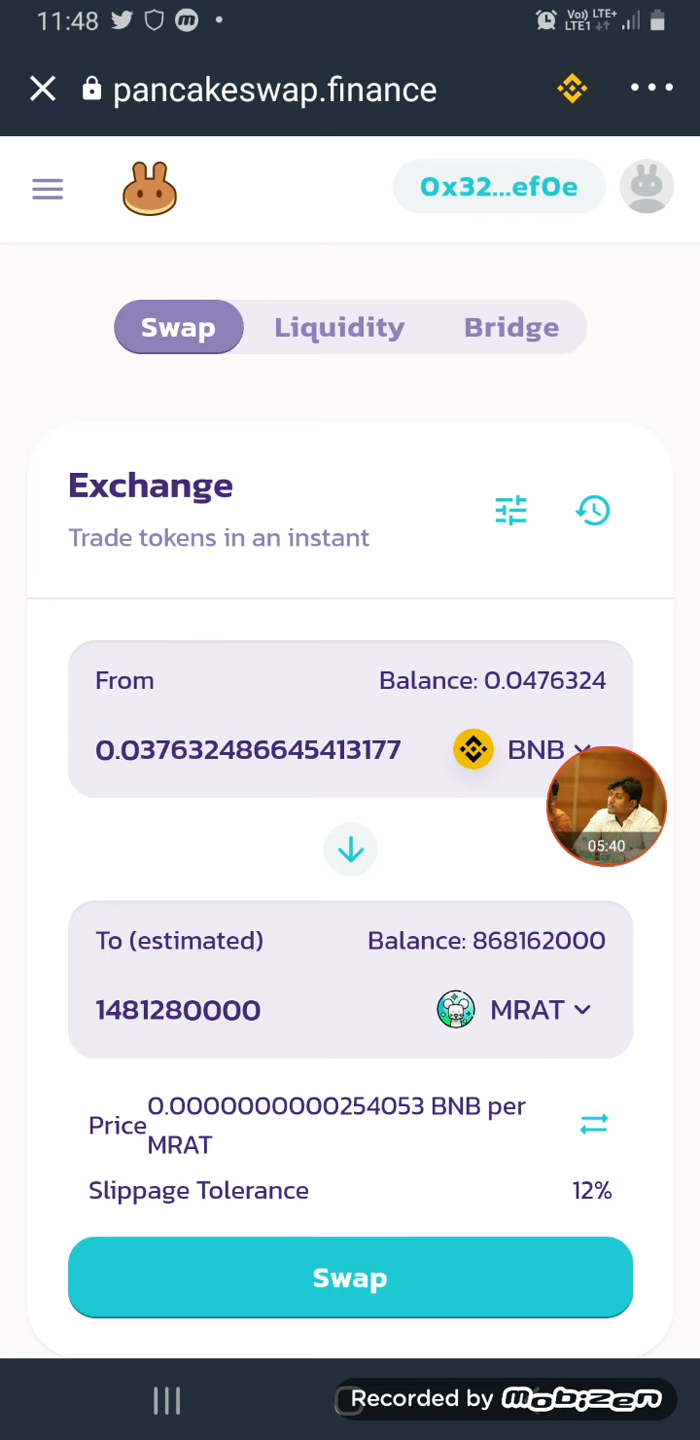 11:48
Vo)) LTE+
LTE1
pancakeswap.finance
0x32...ef0e
Swap Liquidity Bridge
Exchange
Trade tokens in an instant
From Balance: 0.0476324
0.037632486645413177 BNB
05:40
To (estimated) Balance: 868162000
1481280000 MRAT
Price 0.0000000000254053 BNB per
MRAT
Slippage Tolerance 12%
Swap
Recorded by mobizen